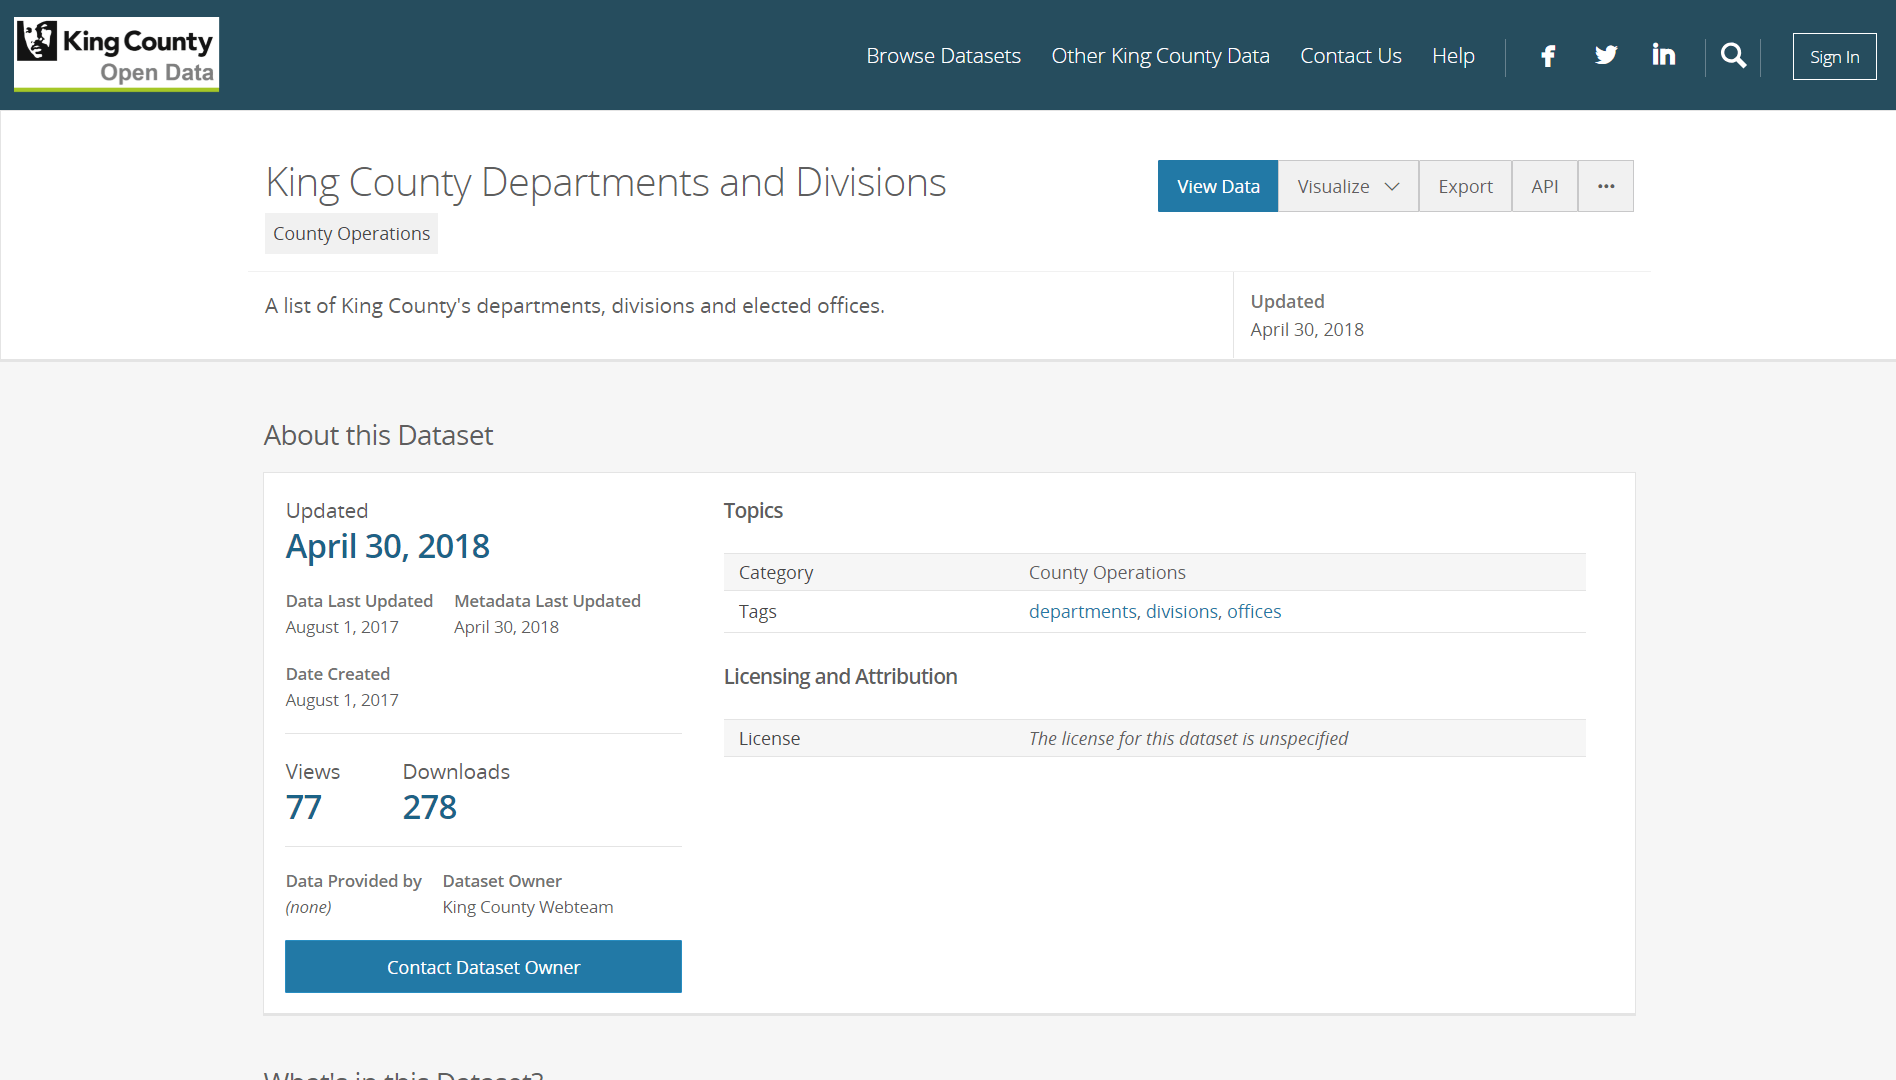 King County
Open Data
Browse Datasets Other King County Data Contact Us Help Sign In
King County Departments and Divisions
View Data Visualize Export API
County Operations
A list of King County's departments, divisions and elected offices.
Updated
April 30, 2018
About this Dataset
Updated
April 30, 2018
Data Last Updated Metadata Last Updated
August 1, 2017 April 30, 2018
Date Created
August 1, 2017
Views Downloads
77 278
Data Provided by Dataset Owner
(none) King County Webteam
Contact Dataset Owner
Topics
Category County Operations
Tags departments, divisions, offices
Licensing and Attribution
License The license for this dataset is unspecified
What's in this Dataset?